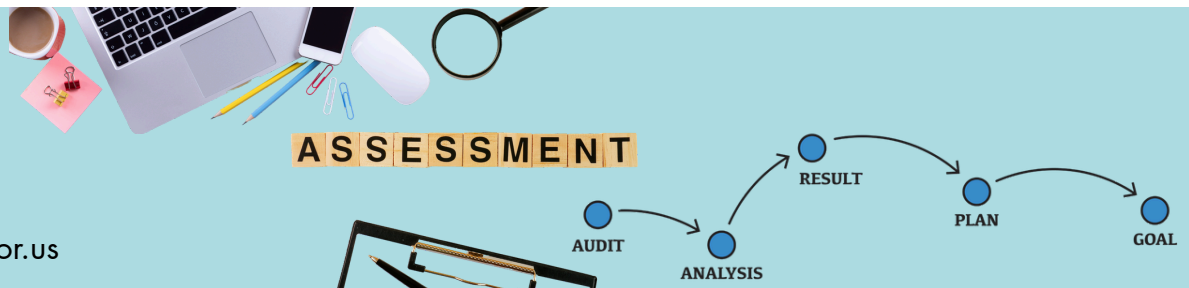 ASSESSMENT
RESULT
PLAN
AUDIT
GOAL
or.us
ANALYSIS